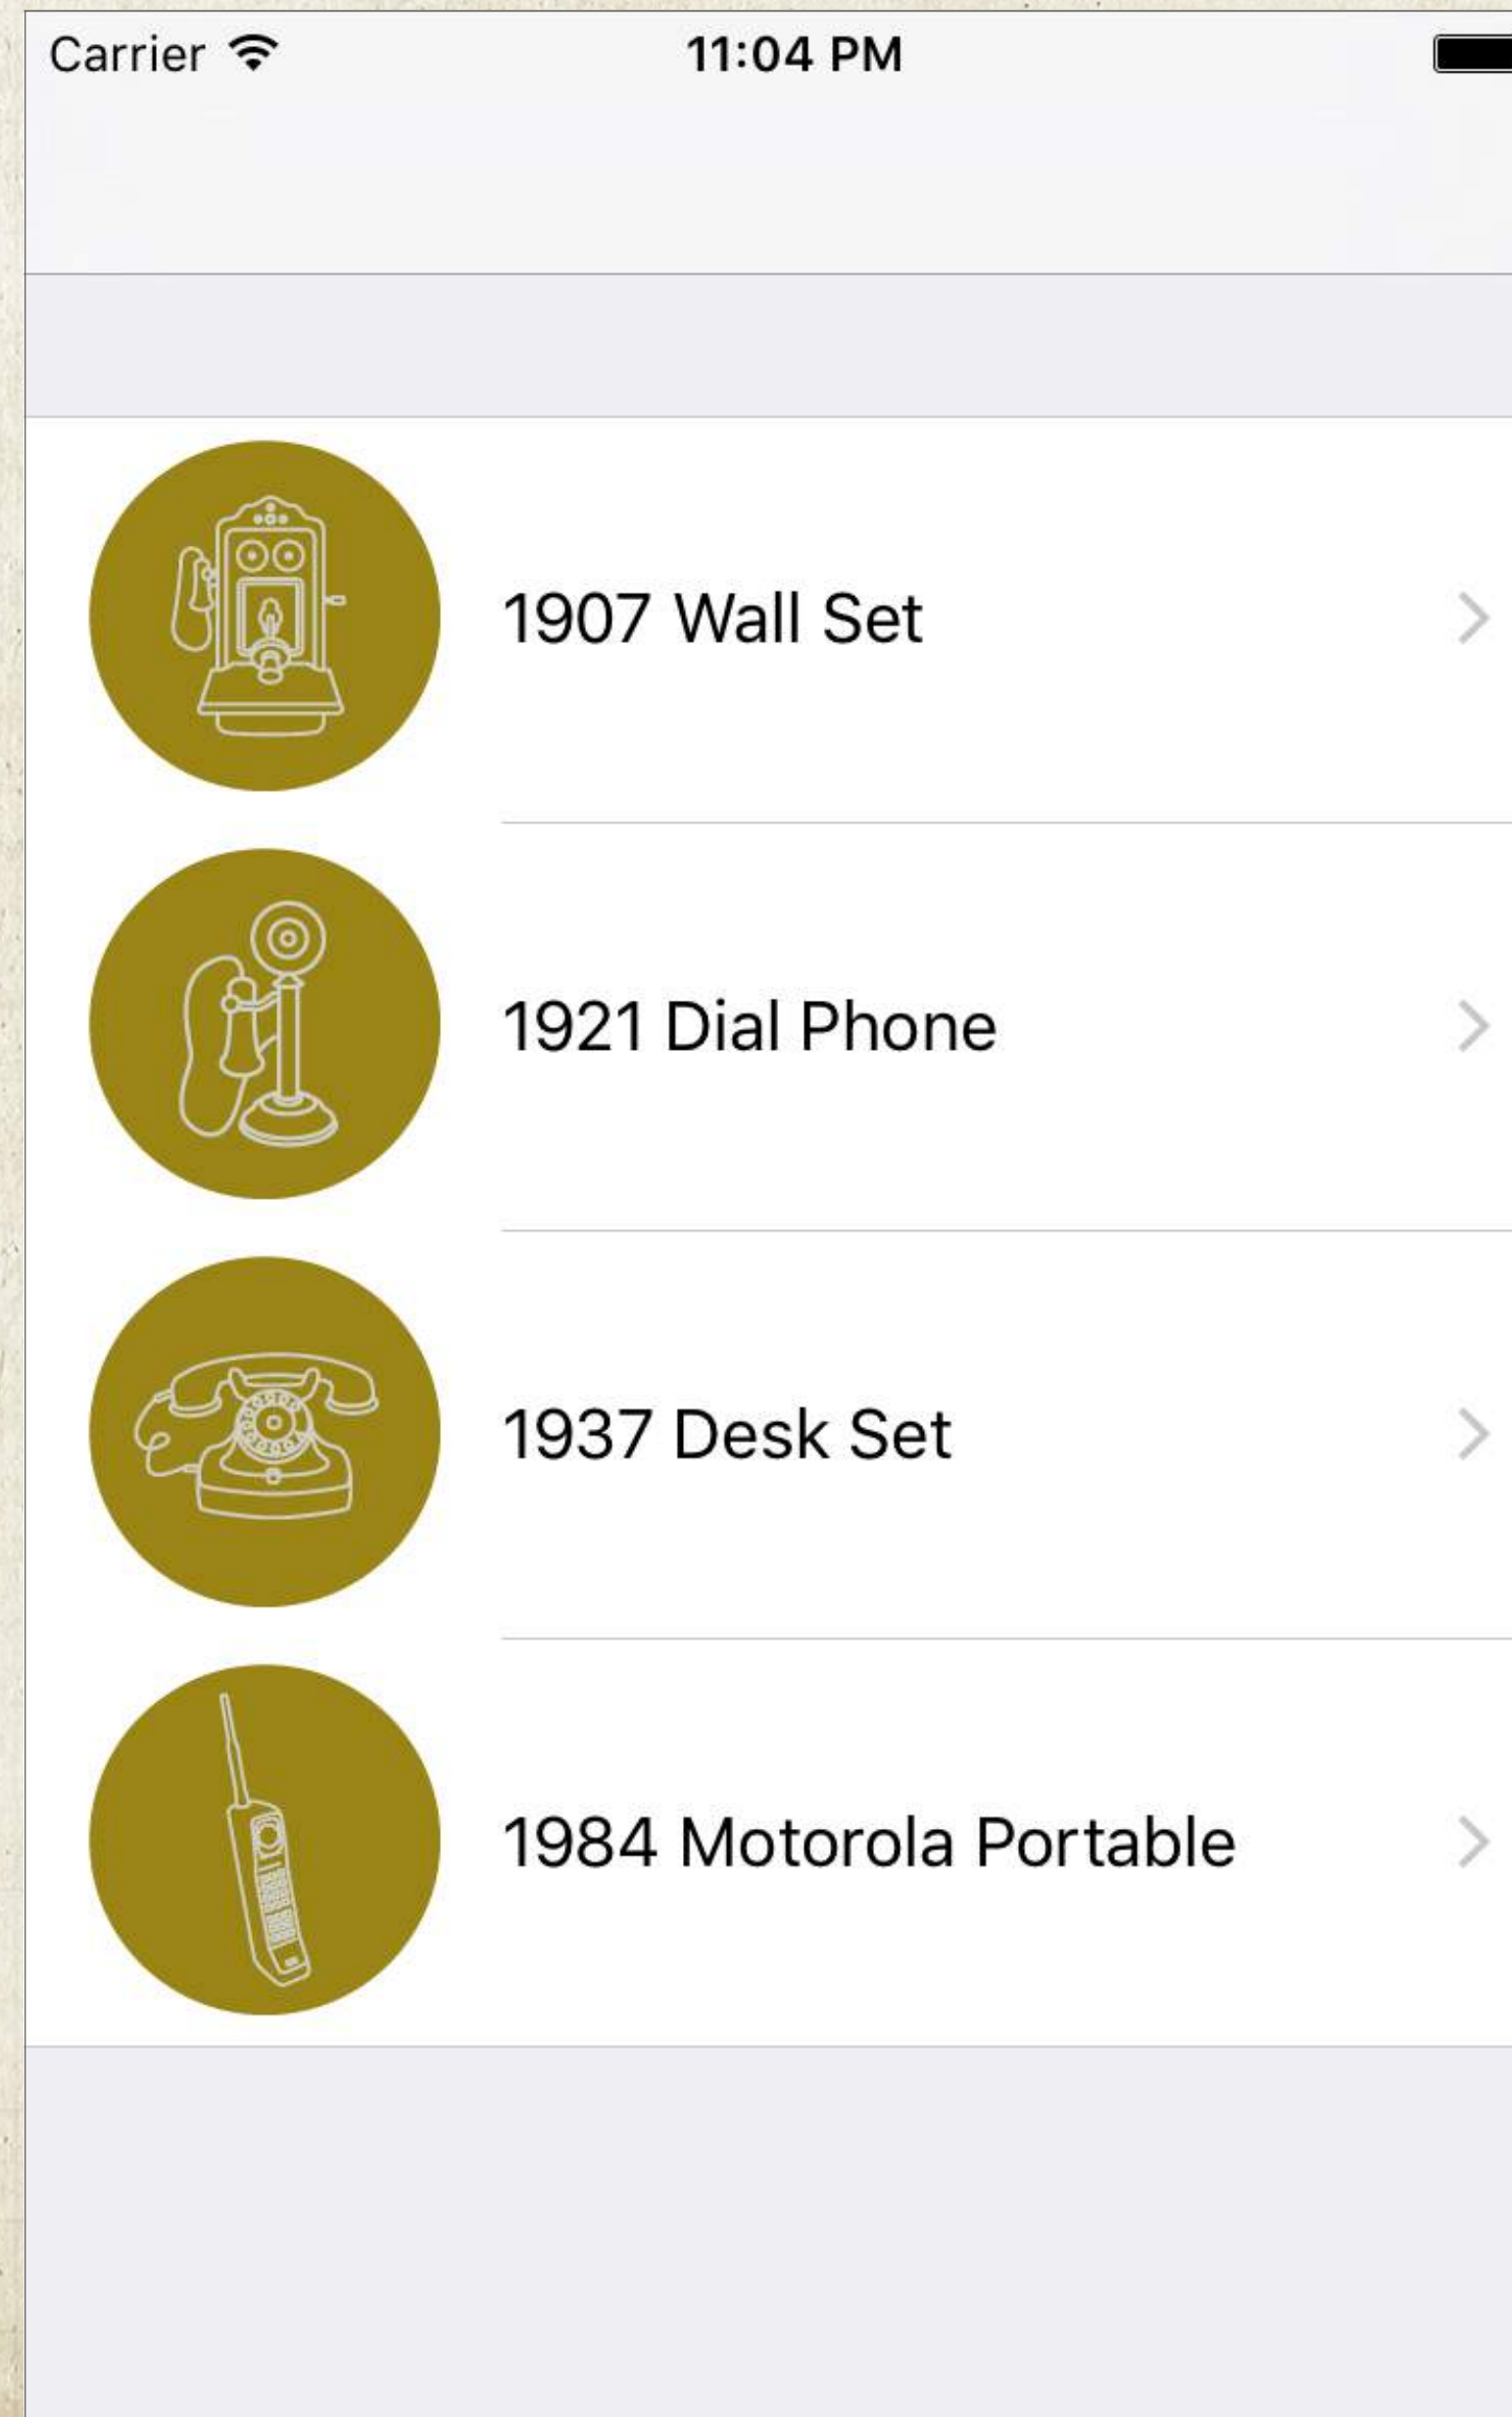 Carrier
11:04 PM
1907 Wall Set
1921 Dial Phone
1937 Desk Set
1984 Motorola Portable